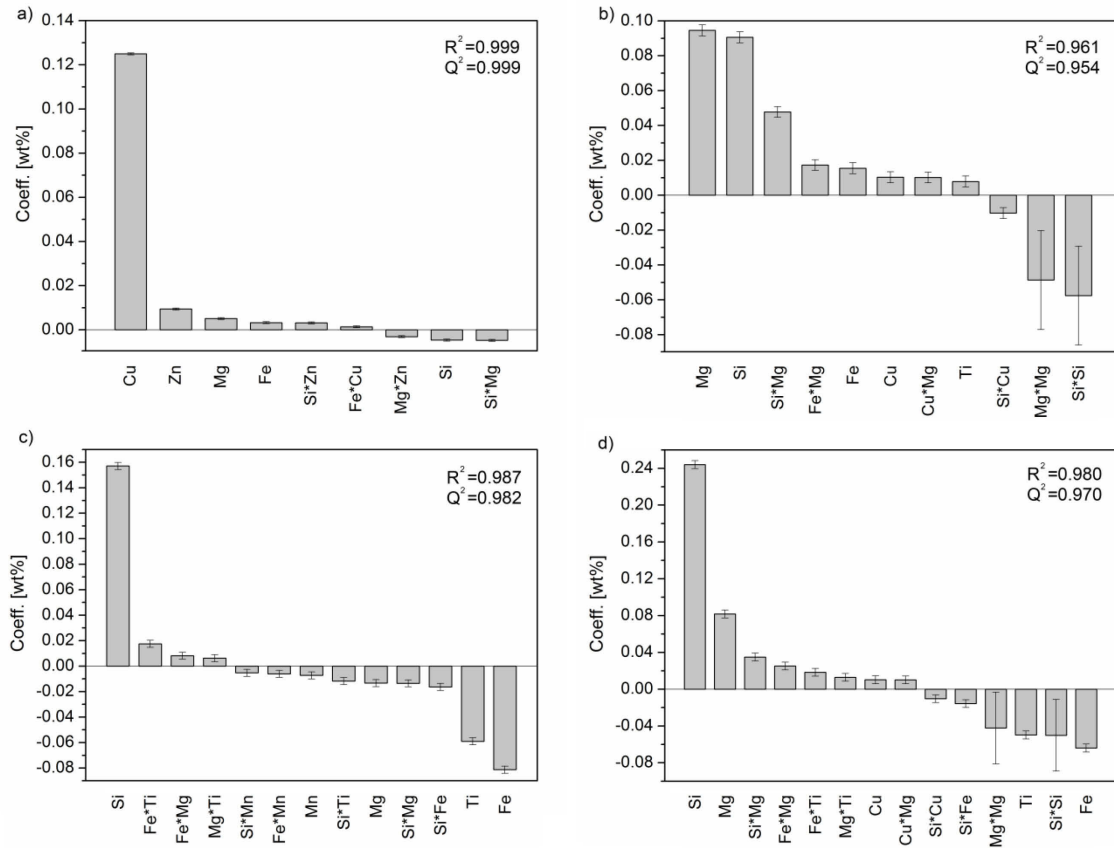 a)
0.14
0.12
0.10
0.08
0.06
0.04
0.02
0.00
Coeff. [wt%]
R²=0.999
Q²=0.999
Cu Zn Mg Fe Si*Zn Fe*Cu Mg*Zn Si Si*Mg
b)
0.10
0.08
0.06
0.04
0.02
0.00
-0.02
-0.04
-0.06
-0.08
Coeff. [wt%]
R²=0.961
Q²=0.954
Mg Si Si*Mg Fe*Mg Fe Cu Cu*Mg Ti Si*Cu Mg*Mg Si*Si
c)
0.16
0.14
0.12
0.10
0.08
0.06
0.04
0.02
0.00
-0.02
-0.04
-0.06
-0.08
Coeff. [wt%]
R²=0.987
Q²=0.982
Si Fe*Ti Fe*Mg Mg*Ti Si*Mn Fe*Mn Mn Si*Ti Mg Si*Mg Si*Fe Ti Fe
d)
0.24
0.20
0.16
0.12
0.08
0.04
0.00
-0.04
-0.08
Coeff. [wt%]
R²=0.980
Q²=0.970
Si Mg Si*Mg Fe*Mg Fe*Ti Mg*Ti Cu Cu*Mg Si*Cu Si*Fe Mg*Mg Ti Si*Si Fe